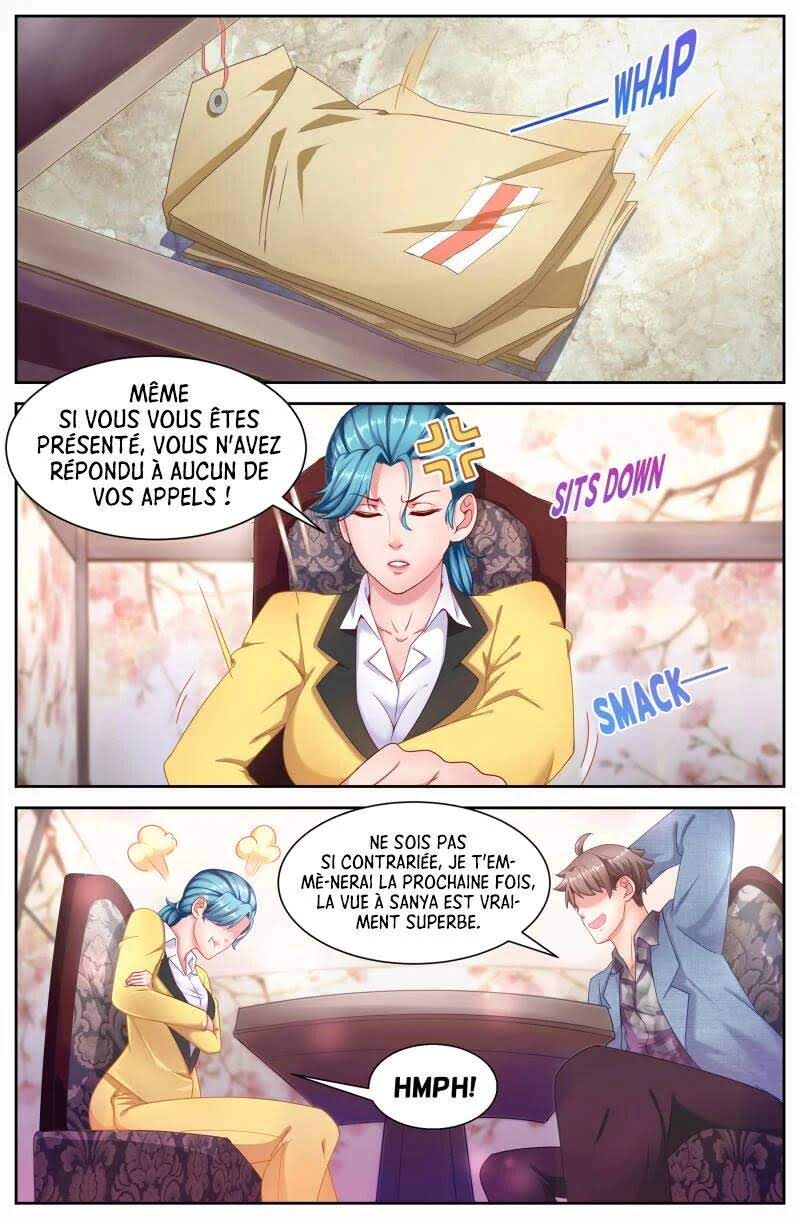 WHAP
MÊME
SI VOUS VOUS ÊTES
PRÉSENTÉ, VOUS N'AVEZ
RÉPONDU À AUCUN DE
VOS APPELS !
SITS DOWN
SMACK
NE SOIS PAS
SI CONTRARIÉE, JE T'EM-
MÈ-NERAI LA PROCHAINE FOIS,
LA VUE À SANYA EST VRAI-
MENT SUPERBE.
HMPH!